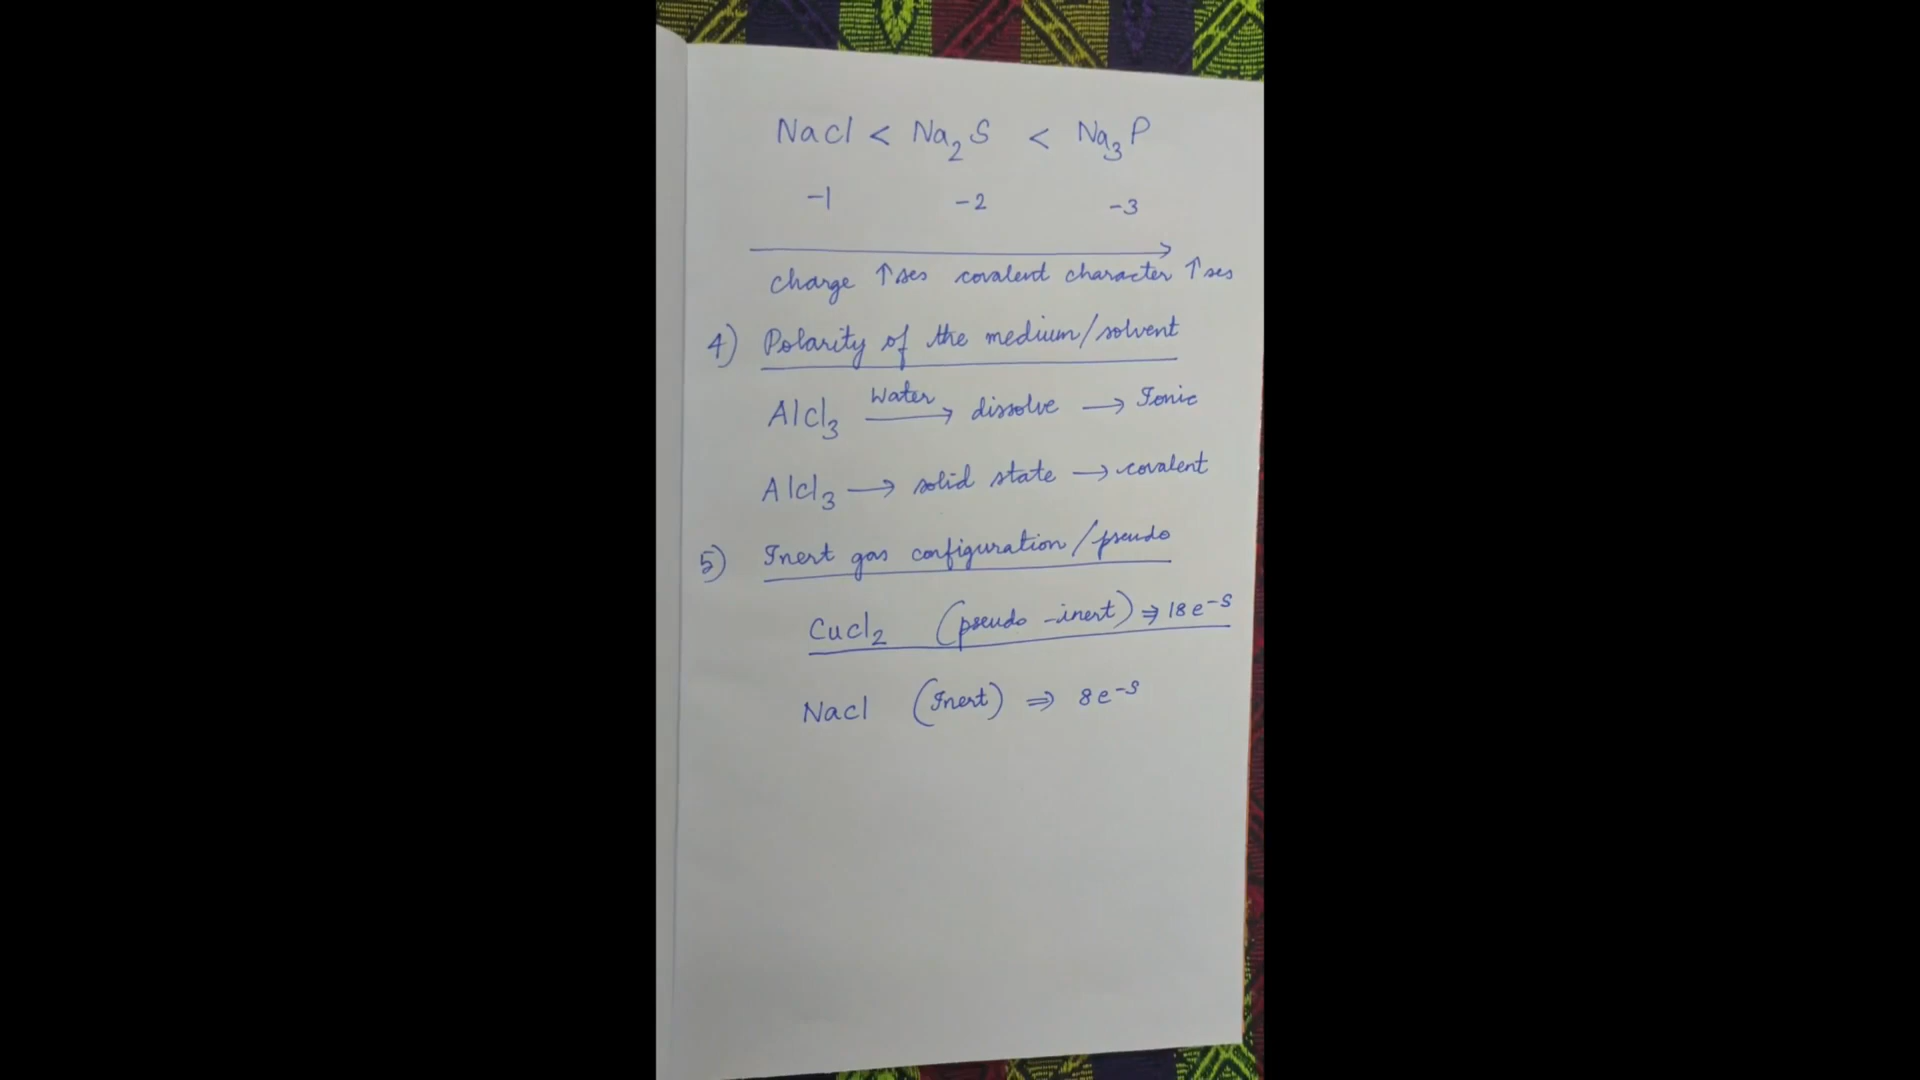 NaCl < Na₂S < Na₃P
-1 -2 -3
charge ↑ses covalent character ↑ses
4) Polarity of the medium/solvent
AlCl₃ Water → dissolve → Ionic
AlCl₃ → solid state → covalent
5) Inert gas configuration/pseudo
CuCl₂ (pseudo-inert) ⇒ 18e⁻s
NaCl (Inert) ⇒ 8e⁻s